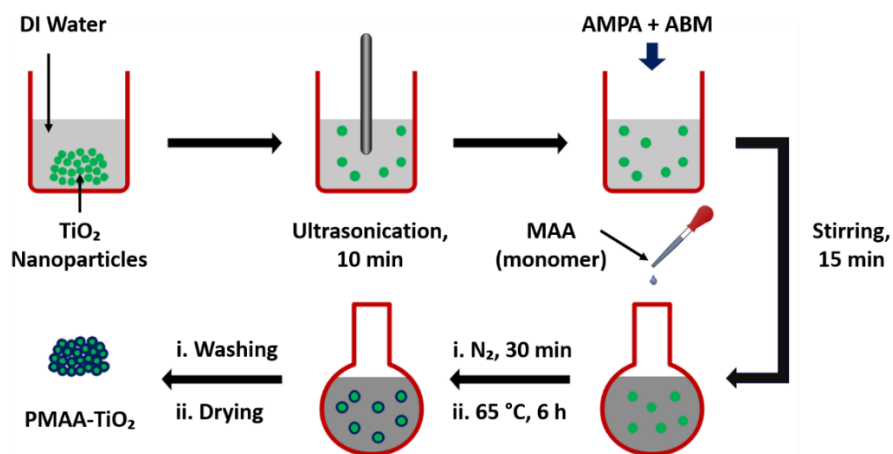 DI Water
AMPA + ABM
TiO₂
Nanoparticles
Ultrasonication,
10 min
MAA
(monomer)
Stirring,
15 min
i. Washing
ii. Drying
i. N₂, 30 min
ii. 65 °C, 6 h
PMAA-TiO₂